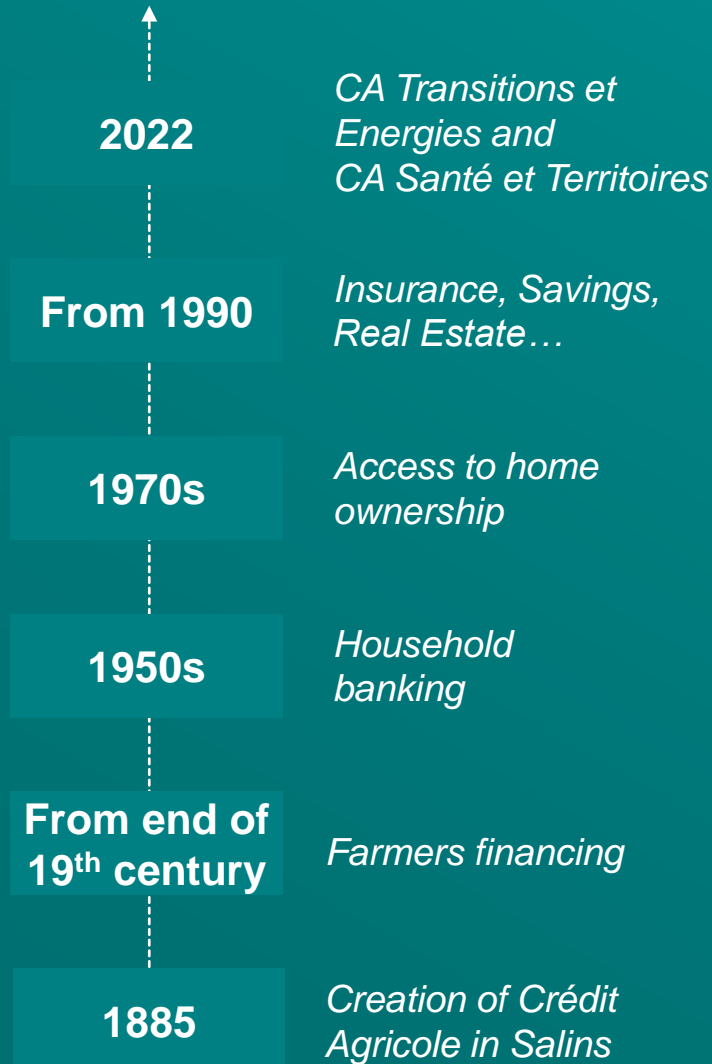 2022
CA Transitions et
Energies and
CA Santé et Territoires
From 1990
Insurance, Savings,
Real Estate…
1970s
Access to home
ownership
1950s
Household
banking
From end of
19th century
Farmers financing
1885
Creation of Crédit
Agricole in Salins